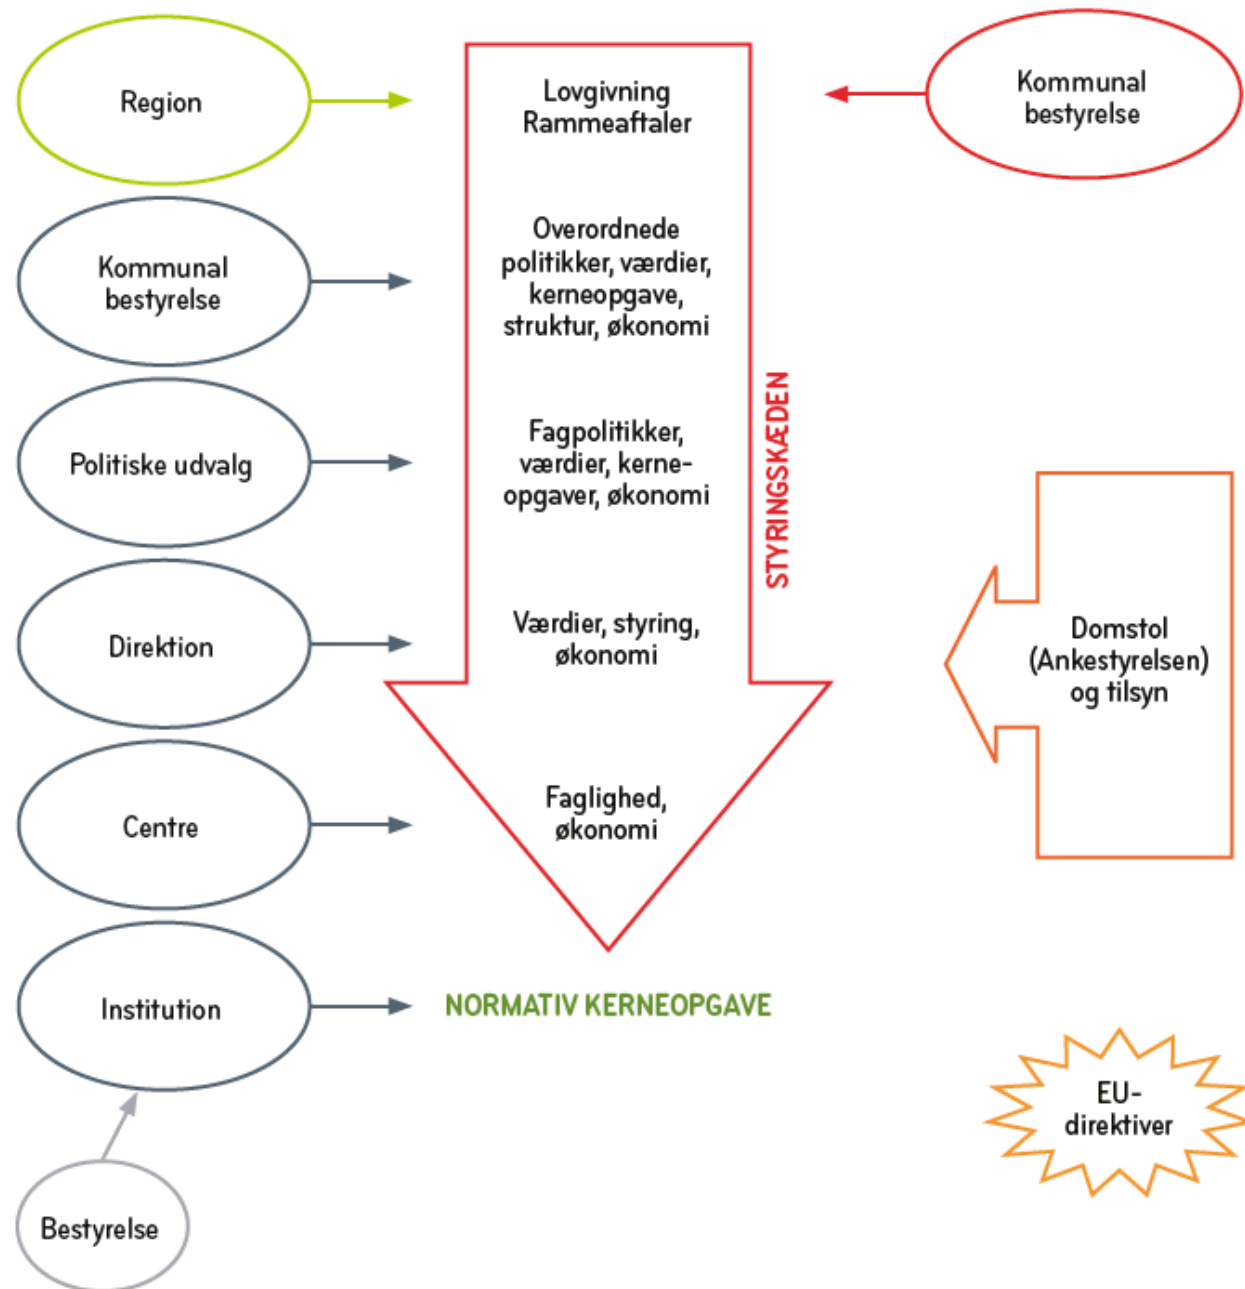 Region
Lovgivning
Rammeaftaler
Kommunal
bestyrelse
Kommunal
bestyrelse
Overordnede
politikker, værdier,
kerneopgave,
struktur, økonomi
Politiske udvalg
Fagpolitikker,
værdier, kerne-
opgaver, økonomi
STYRINGSKÆDEN
Direktion
Værdier, styring,
økonomi
Domstol
(Ankestyrelsen)
og tilsyn
Centre
Faglighed,
økonomi
Institution
NORMATIV KERNEOPGAVE
EU-
direktiver
Bestyrelse